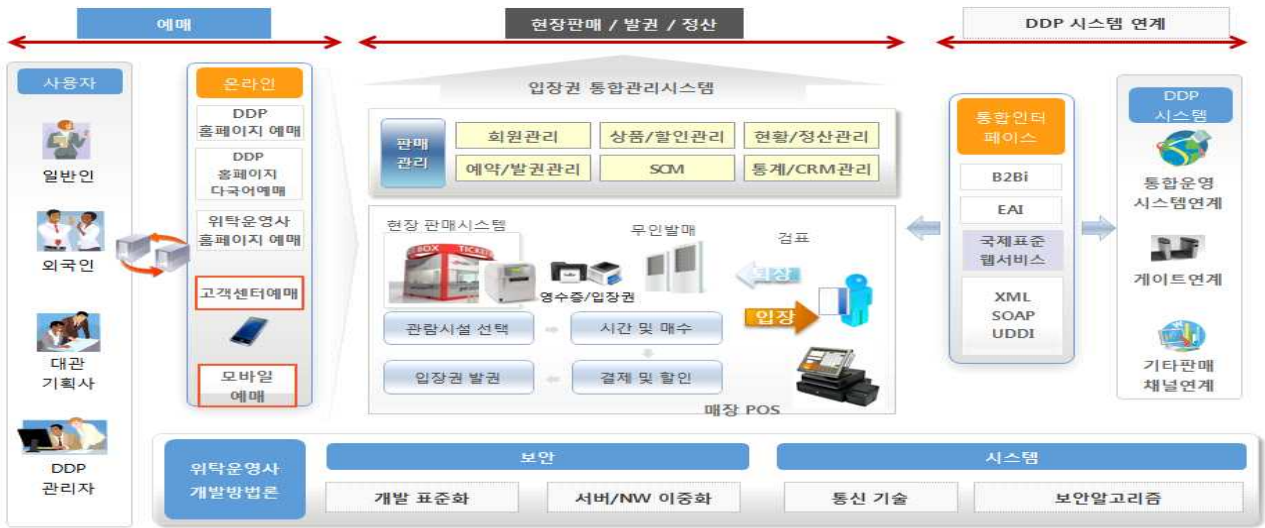 예매
현장판매 / 발권 / 정산
DDP 시스템 연계
사용자
일반인
외국인
대관
기획사
DDP
관리자
온라인
DDP
홈페이지 예매
DDP
홈페이지
다국어예매
위탁운영사
홈페이지 예매
고객센터예매
모바일
예매
입장권 통합관리시스템
판매
관리
회원관리
상품/할인관리
현황/정산관리
예약/발권관리
SCM
통계/CRM관리
현장 판매시스템
무인발매
검표
BOX
TICKET
영수증/입장권
퇴장
입장
관람시설 선택
시간 및 매수
입장권 발권
결제 및 할인
매장 POS
통합인터
페이스
B2Bi
EAI
국제표준
웹서비스
XML
SOAP
UDDI
DDP
시스템
통합운영
시스템연계
게이트연계
기타판매
채널연계
위탁운영사
개발방법론
보안
시스템
개발 표준화
서버/NW 이중화
통신 기술
보안알고리즘